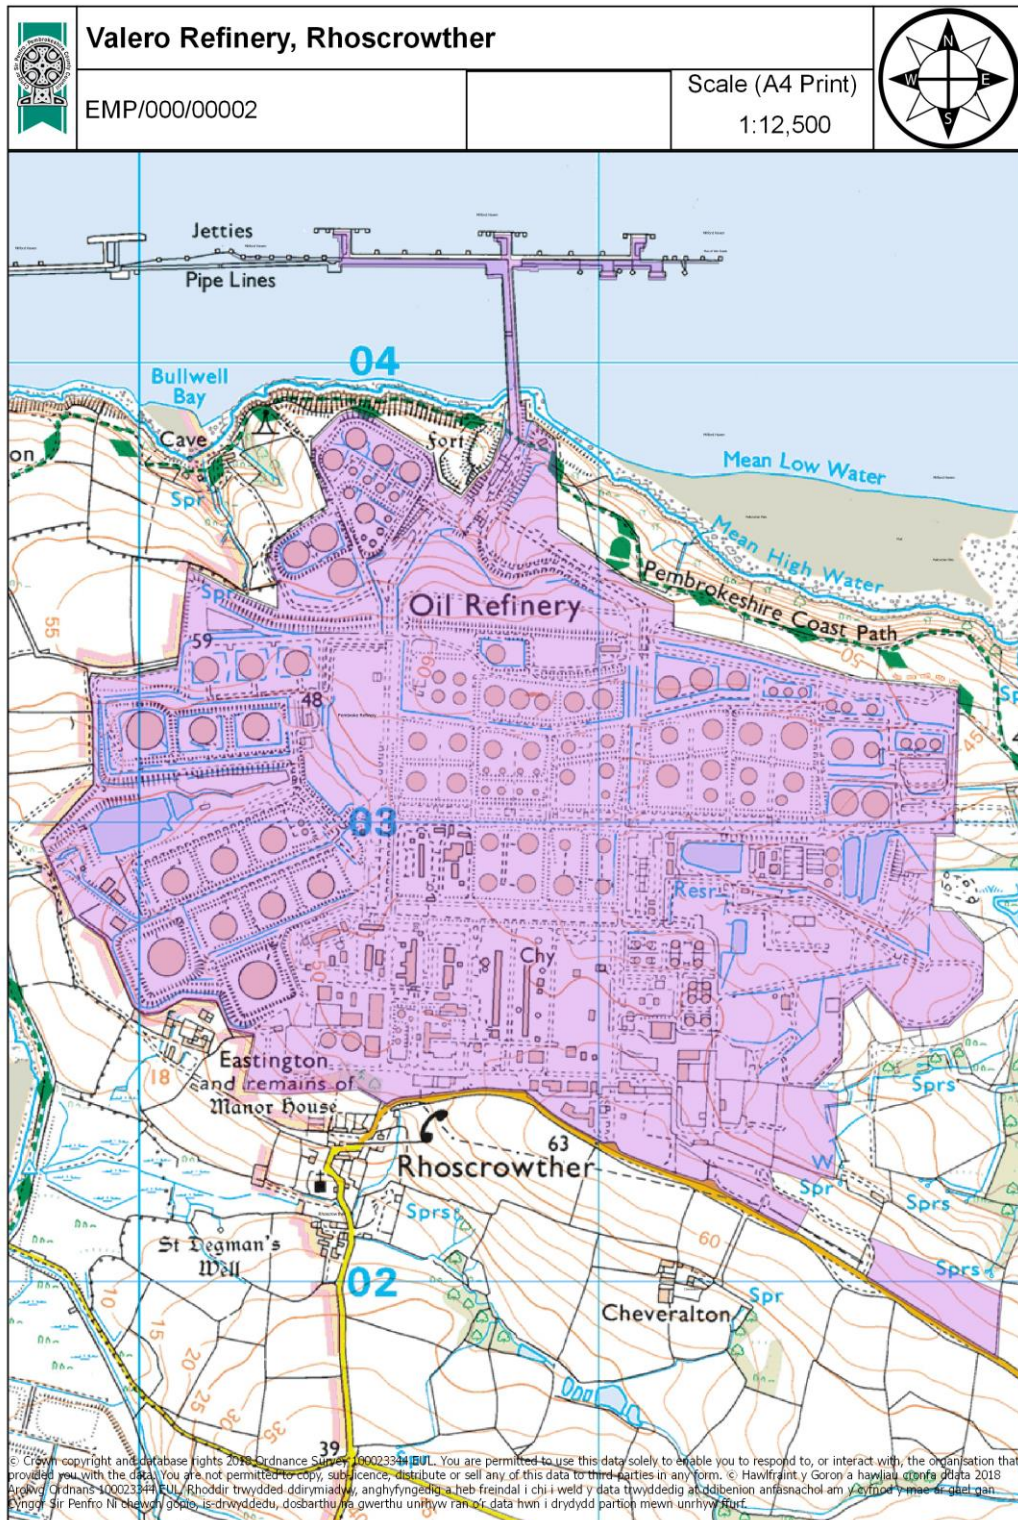 Valero Refinery, Rhoscrowther
EMP/000/00002
Scale (A4 Print)
1:12,500
N
W
E
S
Jetties
Pipe Lines
04
Bullwell
Bay
Cave
Fort
on
Spr
Mean Low Water
Mean High Water
Pembrokeshire Coast Path
Spr
Oil Refinery
55
59
60
50
48
45
03
Resr
Chy
50
Eastington
and remains of
Manor House
18
Sprs
63
W
Rhoscrowther
Spr
Sprs
Sprs
St Degman's
Well
60
Sprs
02
Spr
Cheveralton
10
15
20
25
30
35
39
Spr
40
© Crown copyright and database rights 2018 Ordnance Survey 100023344 EUL. You are permitted to use this data solely to enable you to respond to, or interact with, the organisation that
provided you with the data. You are not permitted to copy, sub-licence, distribute or sell any of this data to third parties in any form. © Hawlfraint y Goron a hawliau cronfa ddata 2018
Arolwg Ordnans 100023344 EUL. Rhoddir trwydded ddirymiadwy, anghyfyngedig a heb freindal i chi i weld y data trwyddedig at ddibenion anfasnachol am y cyfnod y mae ar gael gan
Cyngor Sir Penfro Ni chewch gopïo, is-drwyddedu, dosbarthu na gwerthu unrhyw ran o'r data hwn i drydydd partïon mewn unrhyw ffurf.